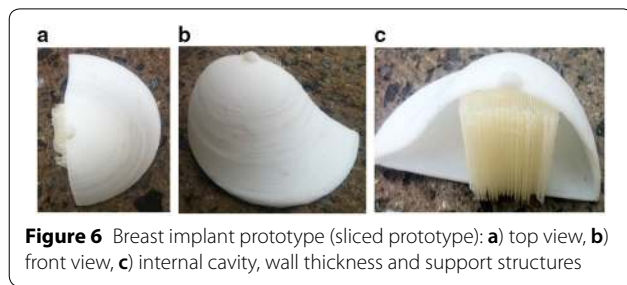 a
b
c
Figure 6 Breast implant prototype (sliced prototype): a) top view, b)
front view, c) internal cavity, wall thickness and support structures